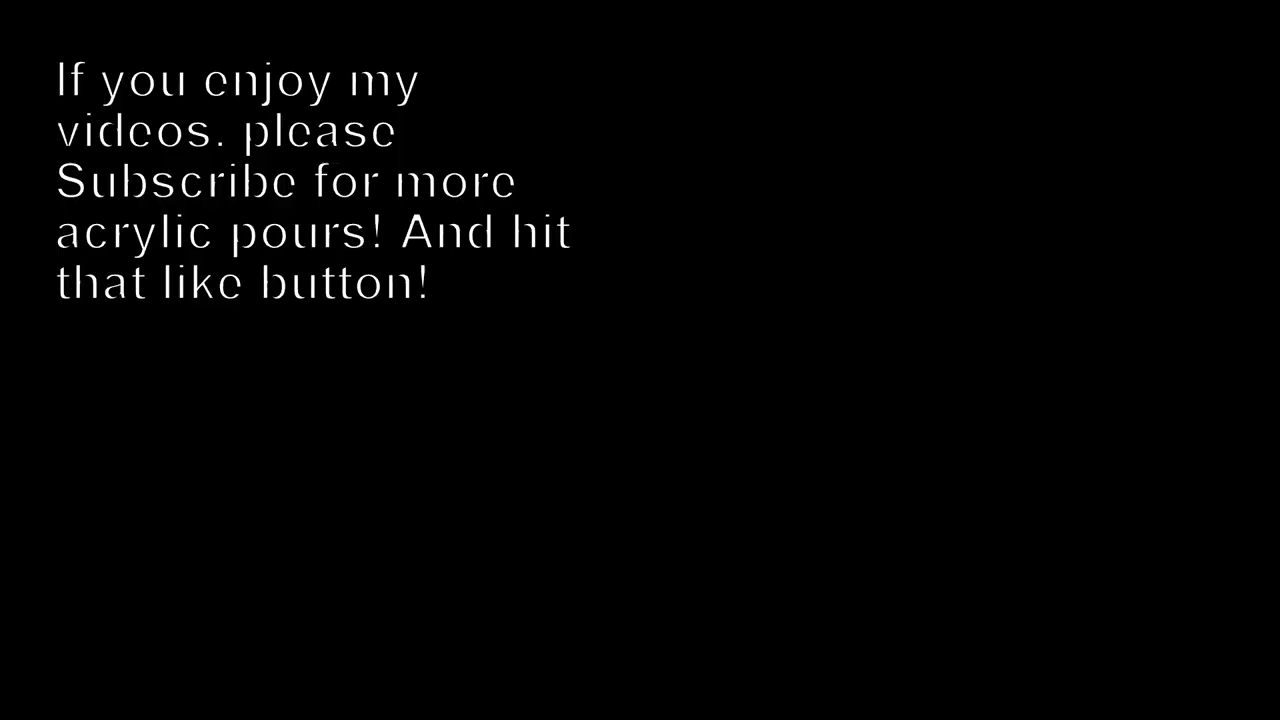 If you enjoy my
videos. please
Subscribe for more
acrylic pours! And hit
that like button!